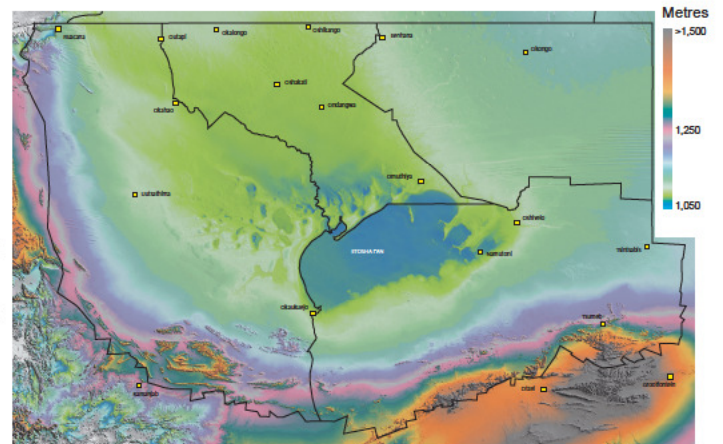 Metres
>1,500
1,250
1,050
ruacana
outapi
okalongo
oshikango
eenhana
okongo
oshakati
okahao
ondangwa
omuthiya
oshivelo
ETOSHA PAN
namutoni
okaukuejo
tsumeb
otavi
grootfontein
kamanjab